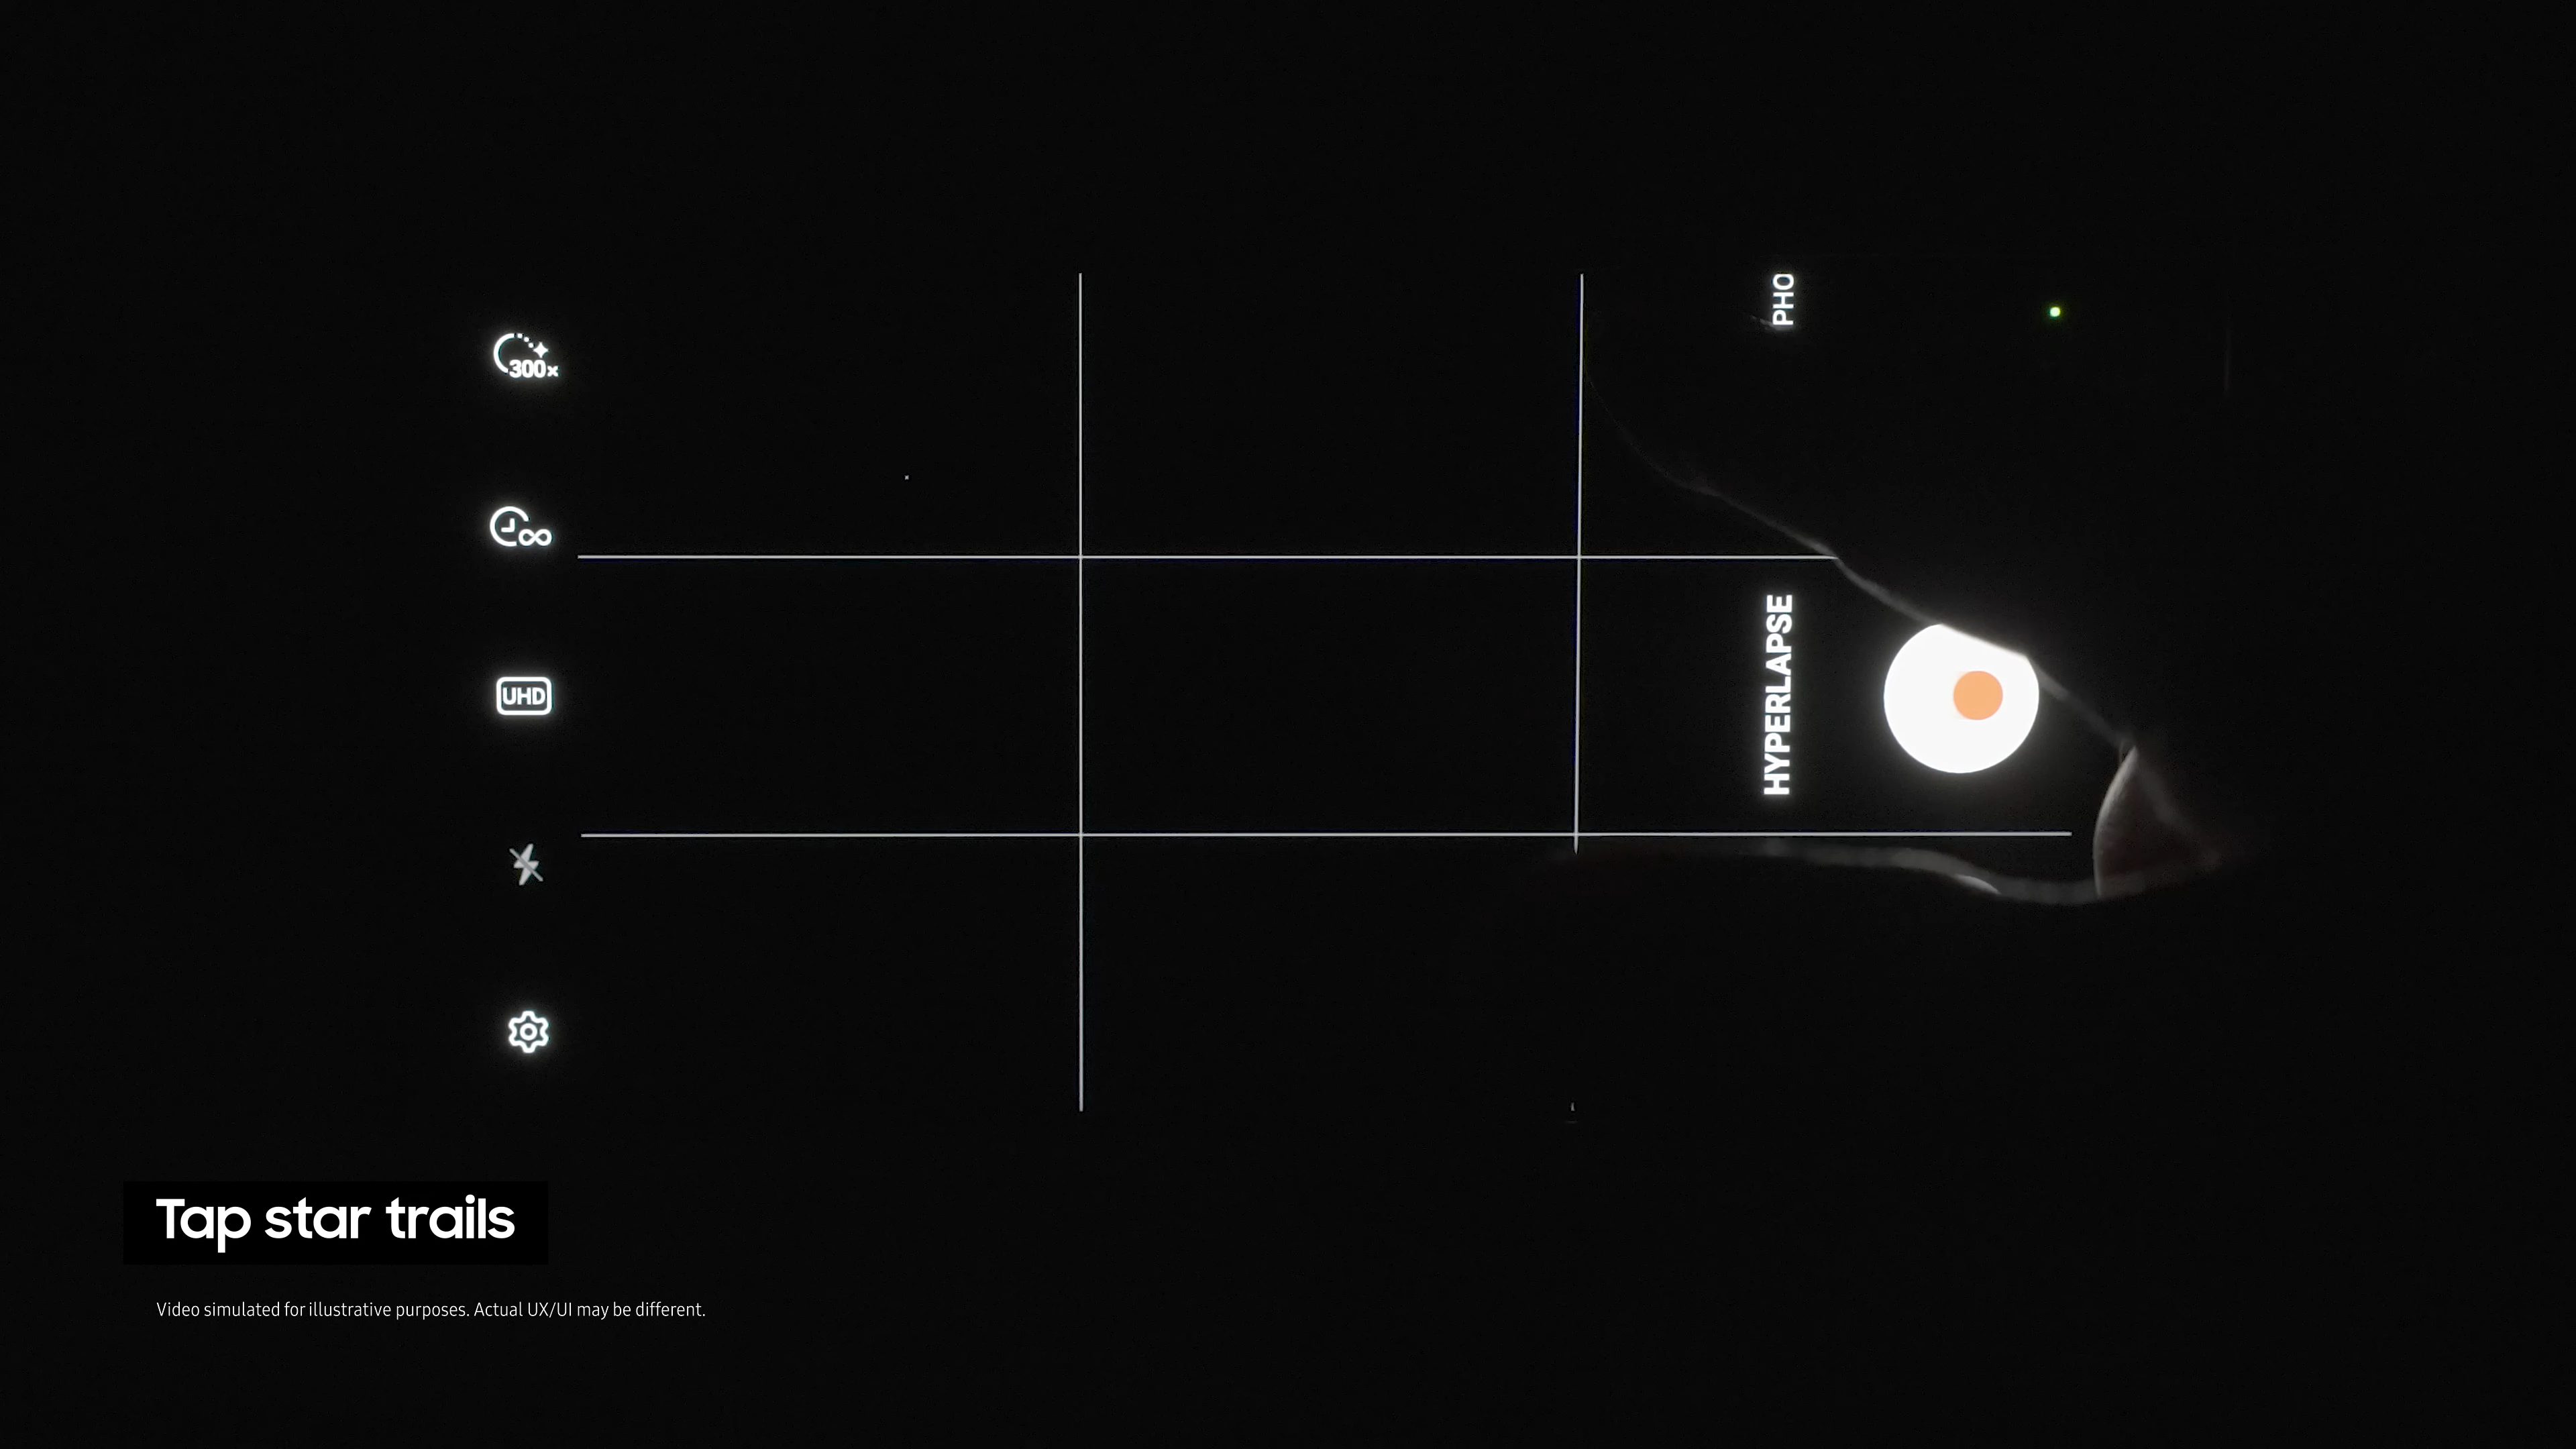 300x
UHD
PHO
HYPERLAPSE
Tap star trails
Video simulated for illustrative purposes. Actual UX/UI may be different.